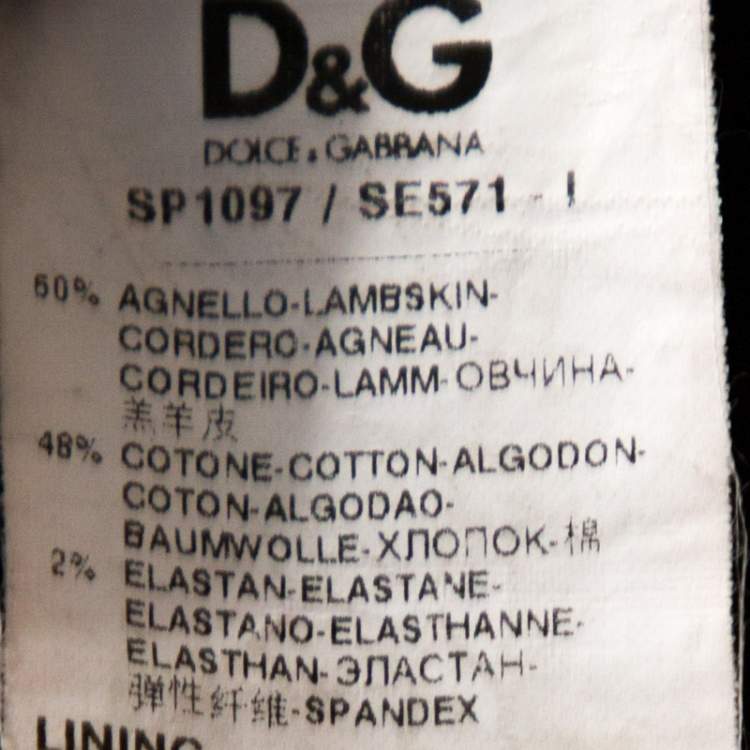 D&G
DOLCE & GABBANA
SP1097 / SE571 - I
50% AGNELLO-LAMBSKIN-
CORDERO-AGNEAU-
CORDEIRO-LAMM-ОВЧИНА-
羔羊皮
48% COTONE-COTTON-ALGODON-
COTON-ALGODAO-
BAUMWOLLE-ХЛОПОК-棉
2% ELASTAN-ELASTANE-
ELASTANO-ELASTHANNE-
ELASTHAN-ЭЛАСТАН-
弹性纤维-SPANDEX
LINING